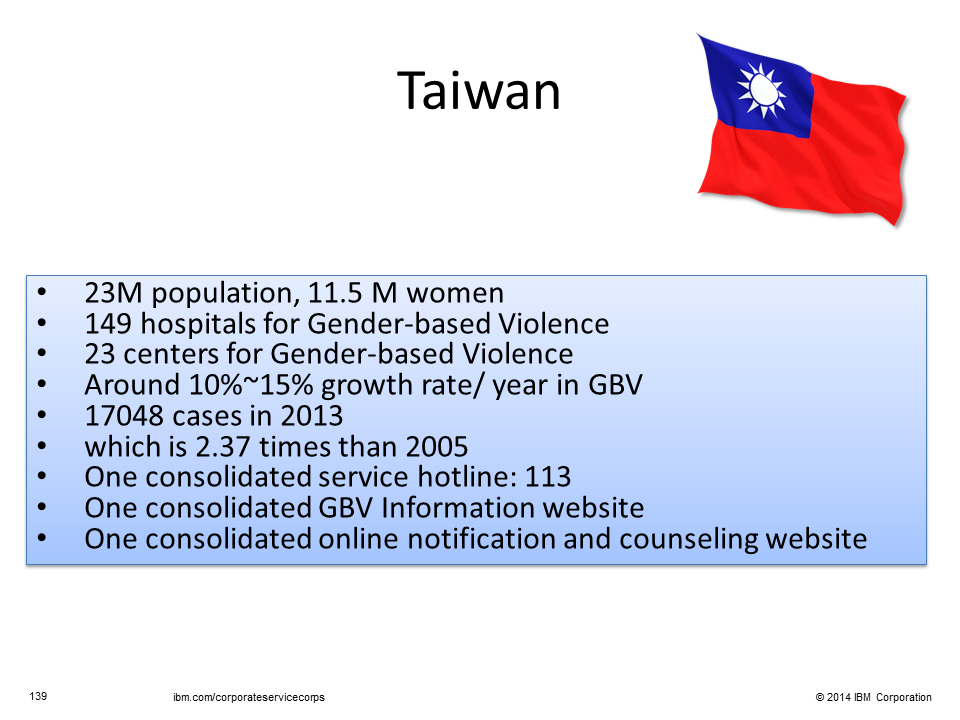 Taiwan
• 23M population, 11.5 M women
• 149 hospitals for Gender-based Violence
• 23 centers for Gender-based Violence
• Around 10%~15% growth rate/ year in GBV
• 17048 cases in 2013
• which is 2.37 times than 2005
• One consolidated service hotline: 113
• One consolidated GBV Information website
• One consolidated online notification and counseling website
139 ibm.com/corporateservicecorps © 2014 IBM Corporation